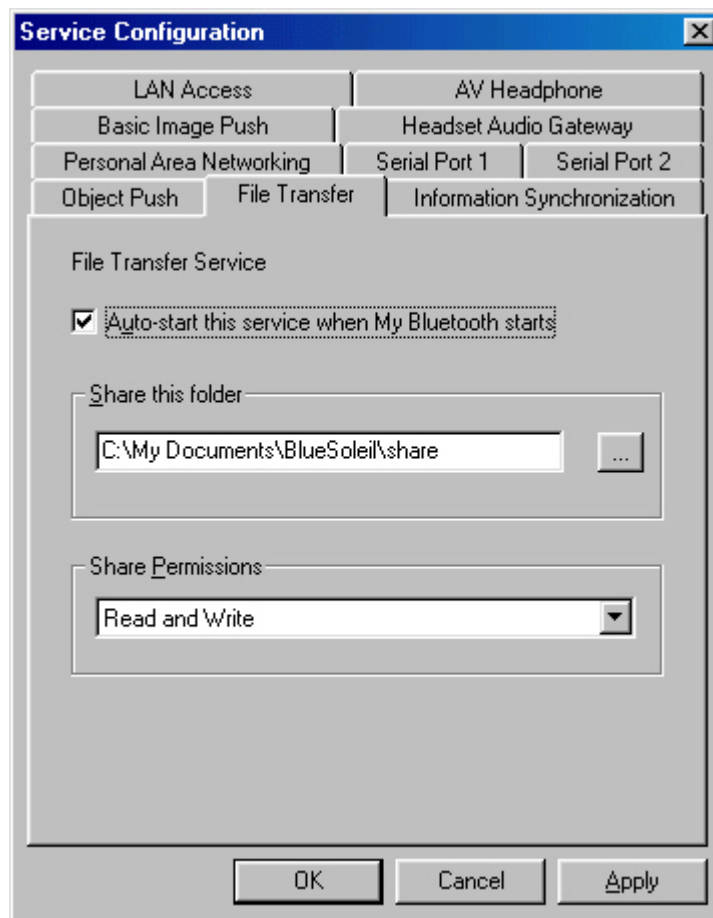 Service Configuration
LAN Access AV Headphone
Basic Image Push Headset Audio Gateway
Personal Area Networking Serial Port 1 Serial Port 2
Object Push File Transfer Information Synchronization
File Transfer Service
Auto-start this service when My Bluetooth starts
Share this folder
C:\My Documents\BlueSoleil\share
...
Share Permissions
Read and Write
OK Cancel Apply